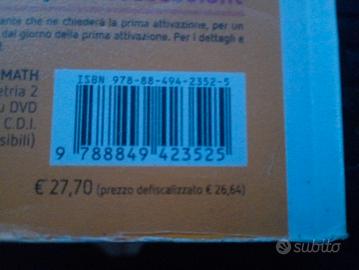 ante che ne chiederà la prima attivazione, per un
dal giorno della prima attivazione. Per i dettagli e
MATH
etria 2
u DVD
C.D.I.
sibili)
ISBN 978-88-494-2352-5
9 788849 423525
€ 27,70 (prezzo defiscalizzato € 26,64)
subito